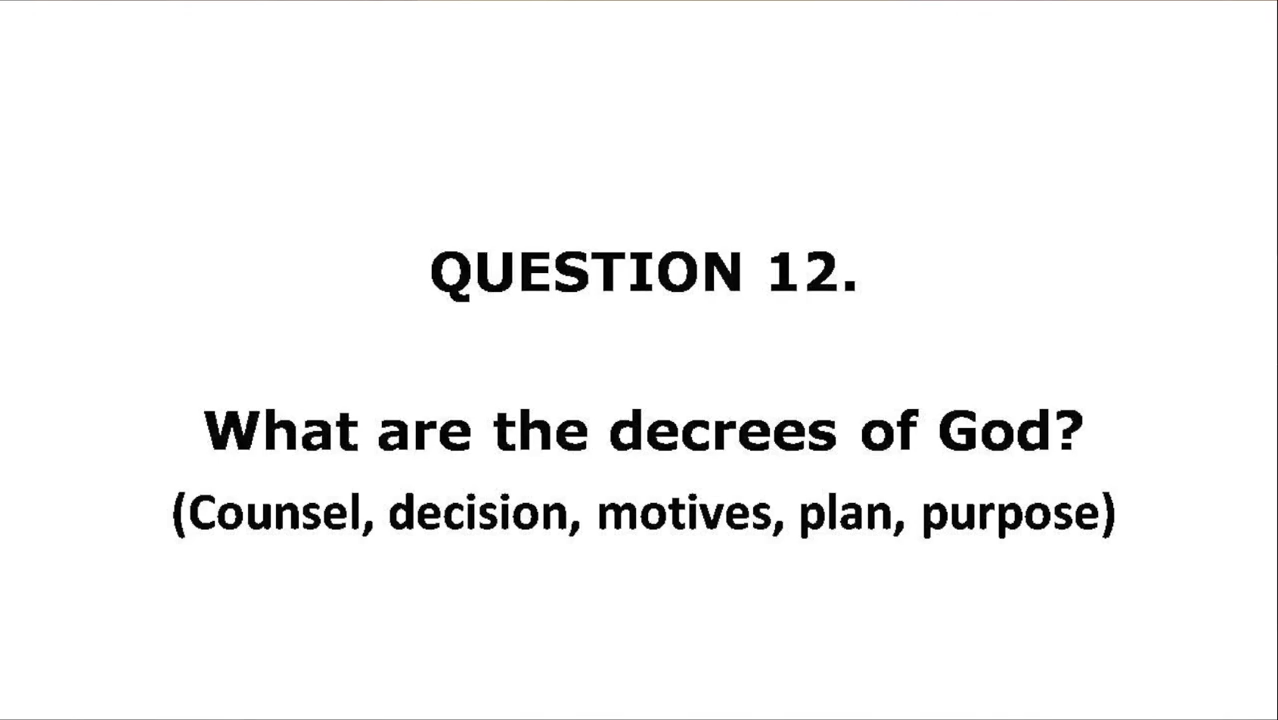 QUESTION 12.
What are the decrees of God?
(Counsel, decision, motives, plan, purpose)